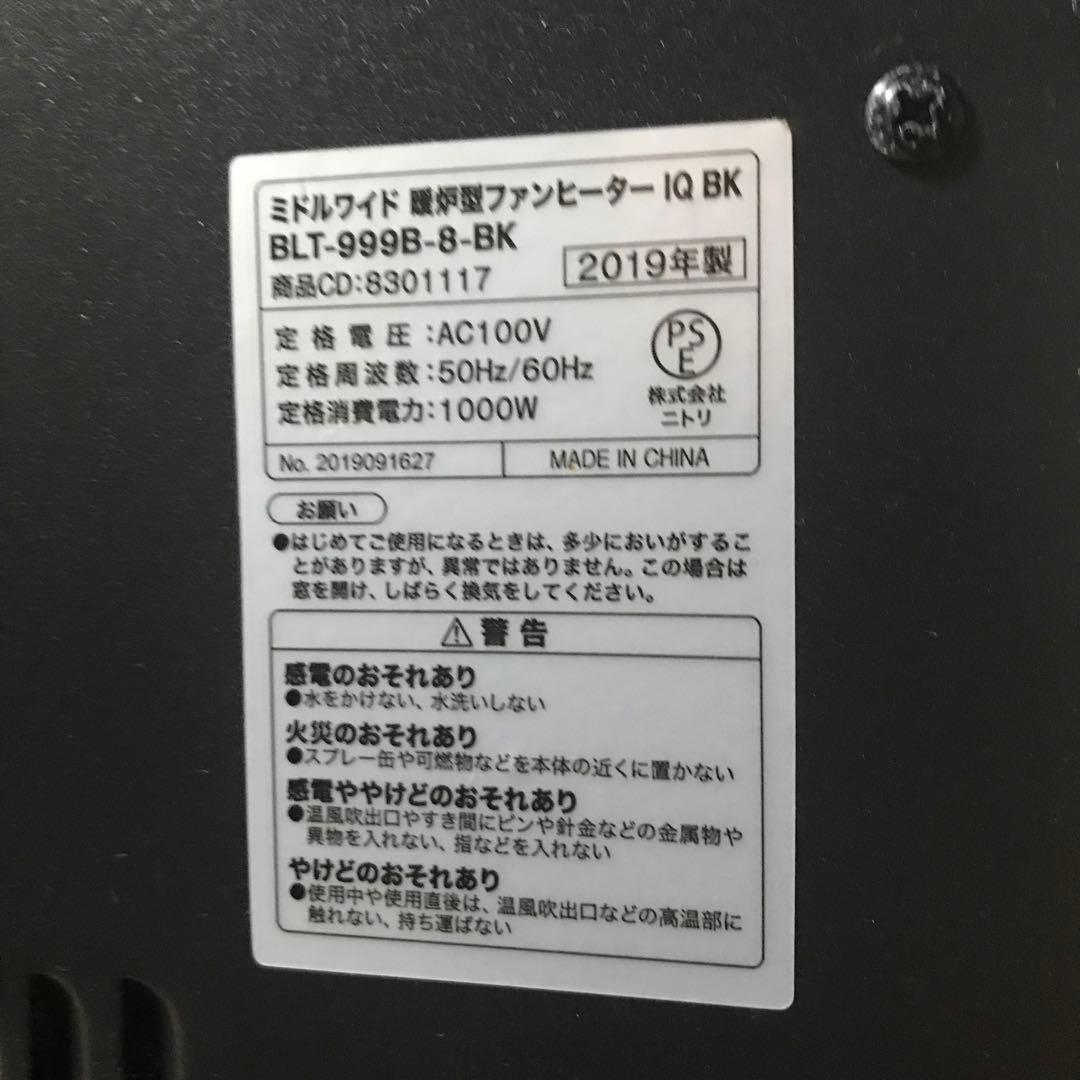 ミドルワイド 暖炉型ファンヒーター IQ BK
BLT-999B-8-BK
商品CD:8301117
2019年製
定格電圧:AC100V
定格周波数:50Hz/60Hz
定格消費電力:1000W
PSE
株式会社
ニトリ
No. 2019091627
MADE IN CHINA
お願い
●はじめてご使用になるときは、多少においがするこ
とがありますが、異常ではありません。この場合は
窓を開け、しばらく換気をしてください。
⚠警告
感電のおそれあり
●水をかけない、水洗いしない
火災のおそれあり
●スプレー缶や可燃物などを本体の近くに置かない
感電ややけどのおそれあり
●温風吹出口やすき間にピンや針金などの金属物や
異物を入れない、指などを入れない
やけどのおそれあり
●使用中や使用直後は、温風吹出口などの高温部に
触れない、持ち運ばない